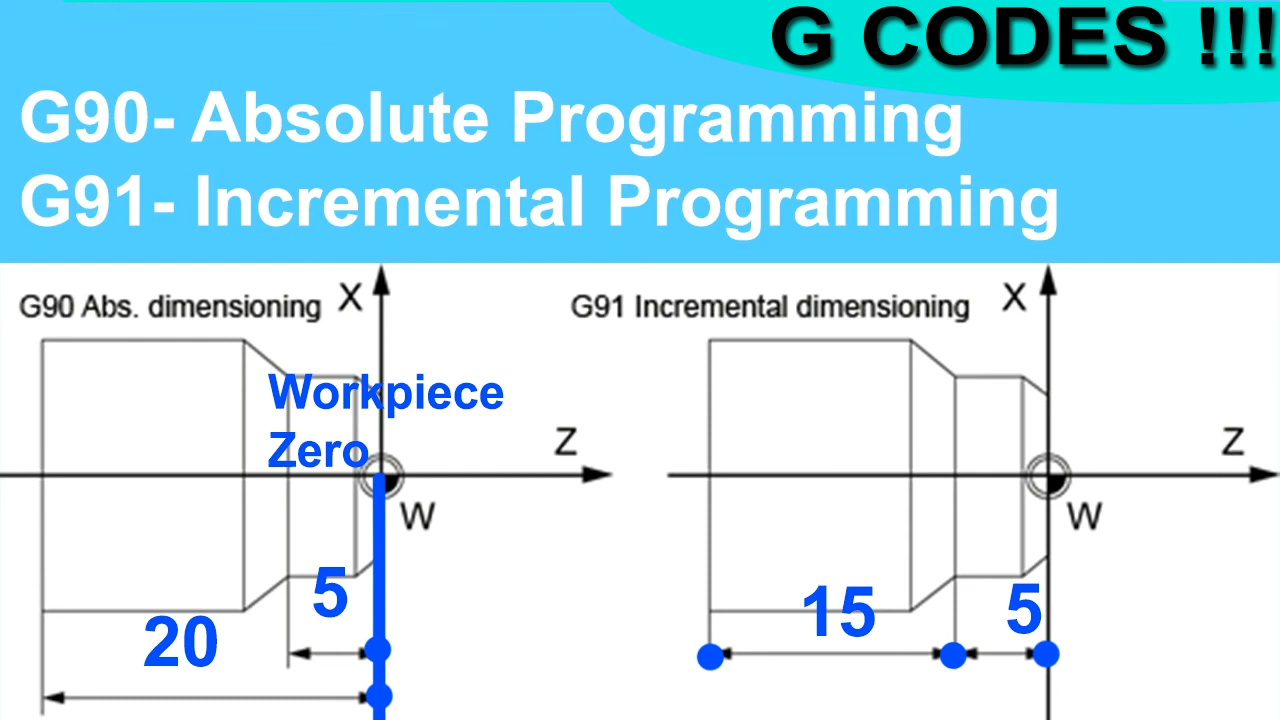 G CODES !!!
G90- Absolute Programming
G91- Incremental Programming
G90 Abs. dimensioning
X
Workpiece
Zero
Z
W
5
20
G91 Incremental dimensioning
X
Z
W
15
5